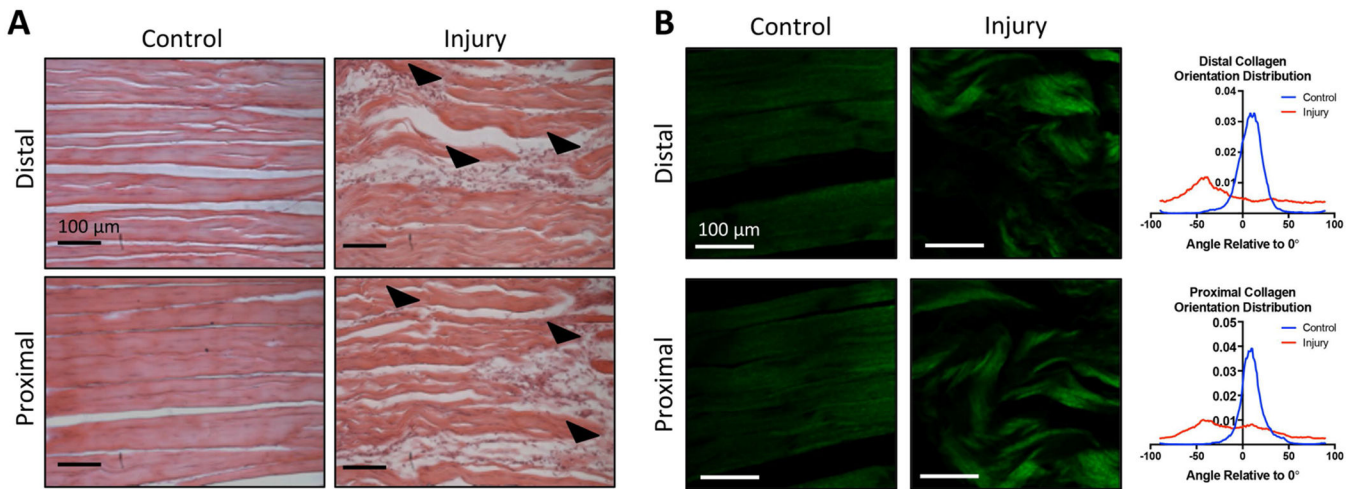 A
Control
Injury
Distal
100 µm
Proximal
B
Control
Injury
Distal
100 µm
Proximal
Distal Collagen
Orientation Distribution
0.04
0.03
0.02
0.01
Control
Injury
-100
-50
0
50
100
Angle Relative to 0°
Proximal Collagen
Orientation Distribution
0.05
0.04
0.03
0.02
0.01
Control
Injury
-100
-50
0
50
100
Angle Relative to 0°